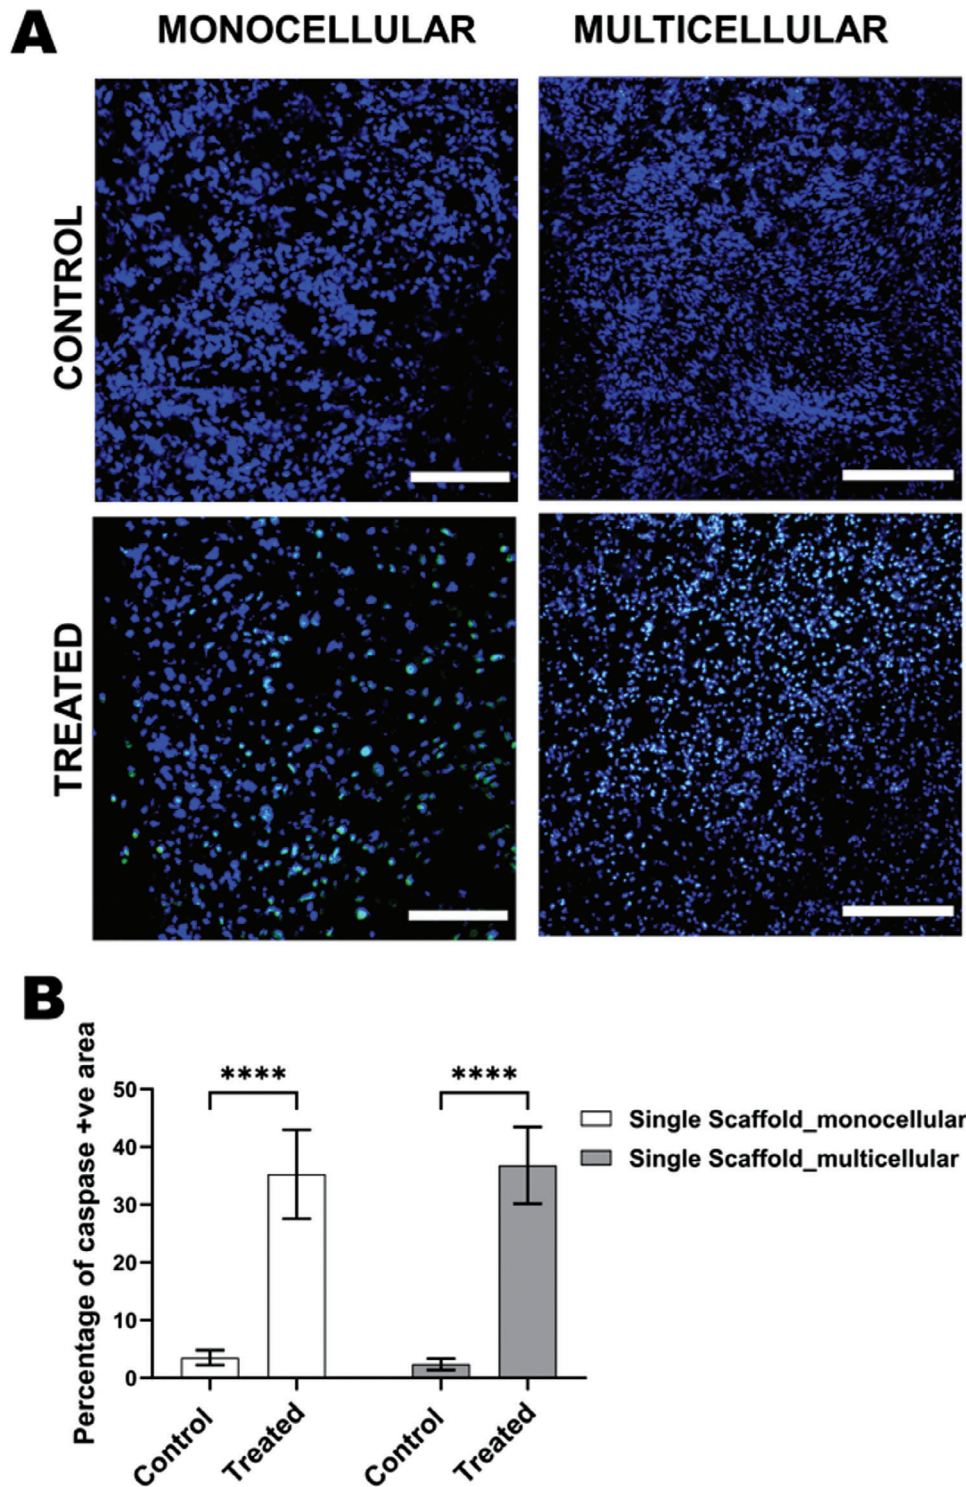 A
MONOCELLULAR
MULTICELLULAR
CONTROL
TREATED
B
Percentage of caspase +ve area
50
40
30
20
10
0
****
****
Control
Treated
Control
Treated
Single Scaffold_monocellular
Single Scaffold_multicellular